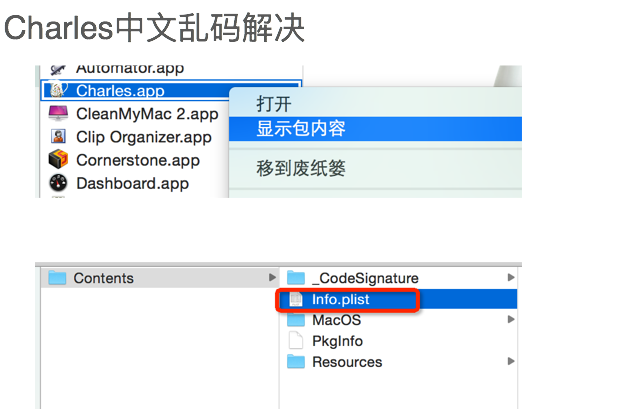 Charles中文乱码解决
Automator.app
Charles.app
CleanMyMac 2.app
Clip Organizer.app
Cornerstone.app
Dashboard.app
打开
显示包内容
移到废纸篓
Contents
_CodeSignature
Info.plist
MacOS
PkgInfo
Resources